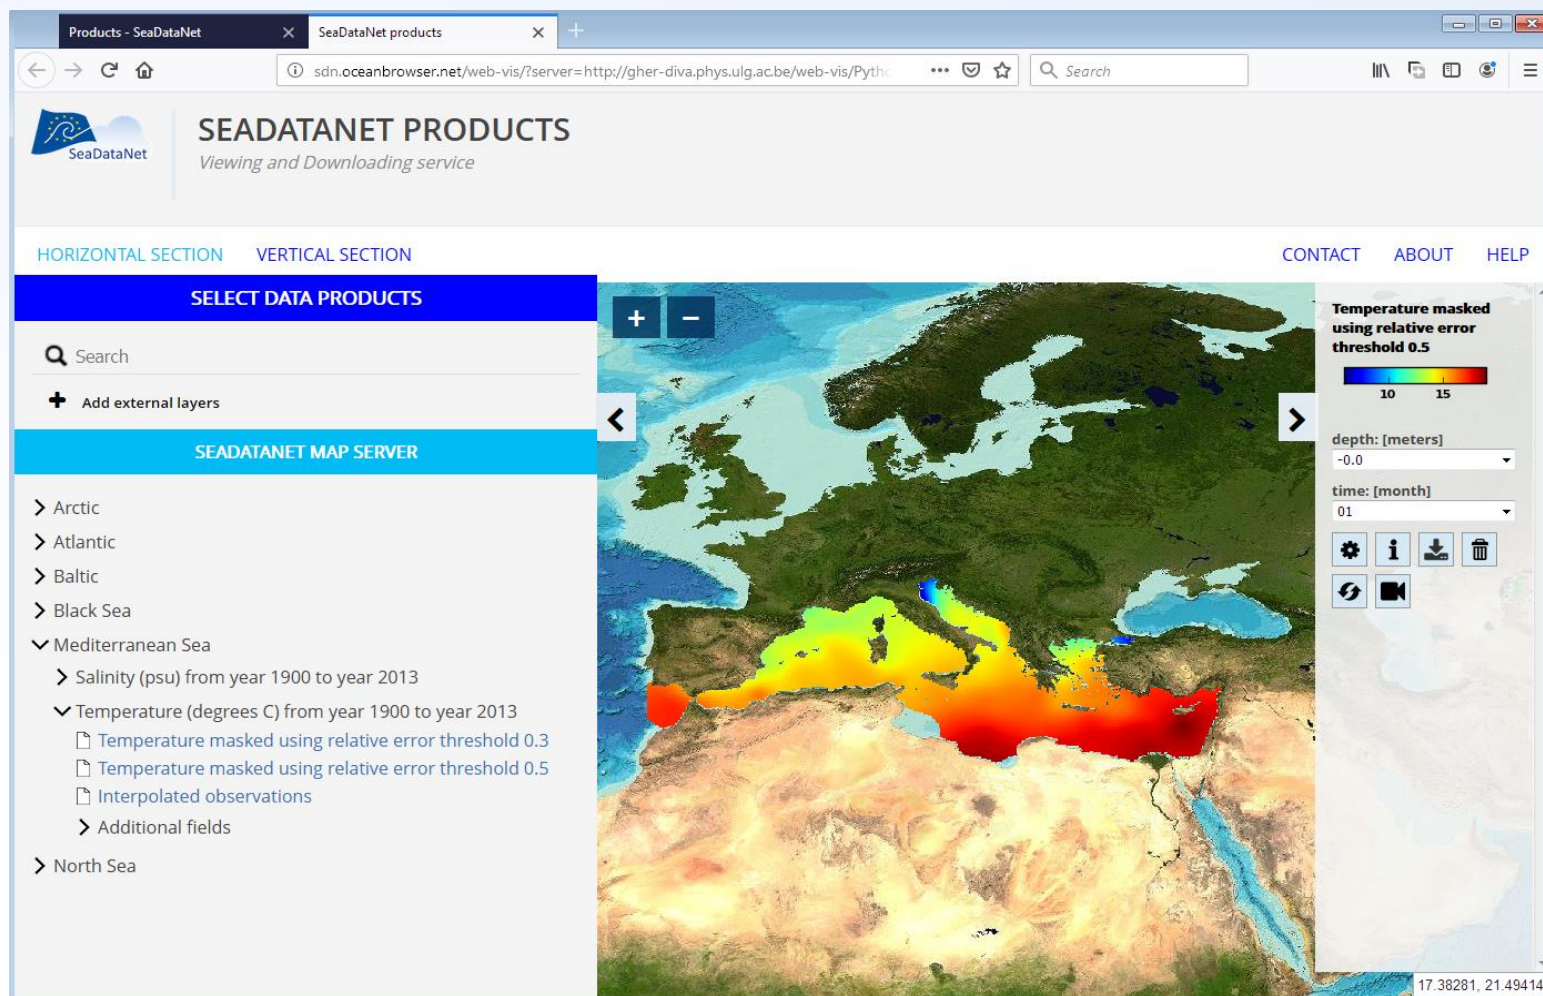 Products - SeaDataNet
SeaDataNet products
sdn.oceanbrowser.net/web-vis/?server=http://gher-diva.phys.ulg.ac.be/web-vis/Pythc
Search
SeaDataNet
SEADATANET PRODUCTS
Viewing and Downloading service
HORIZONTAL SECTION
VERTICAL SECTION
CONTACT
ABOUT
HELP
SELECT DATA PRODUCTS
Search
Add external layers
SEADATANET MAP SERVER
Arctic
Atlantic
Baltic
Black Sea
Mediterranean Sea
Salinity (psu) from year 1900 to year 2013
Temperature (degrees C) from year 1900 to year 2013
Temperature masked using relative error threshold 0.3
Temperature masked using relative error threshold 0.5
Interpolated observations
Additional fields
North Sea
Temperature masked
using relative error
threshold 0.5
10 15
depth: [meters]
-0.0
time: [month]
01
17.38281, 21.49414